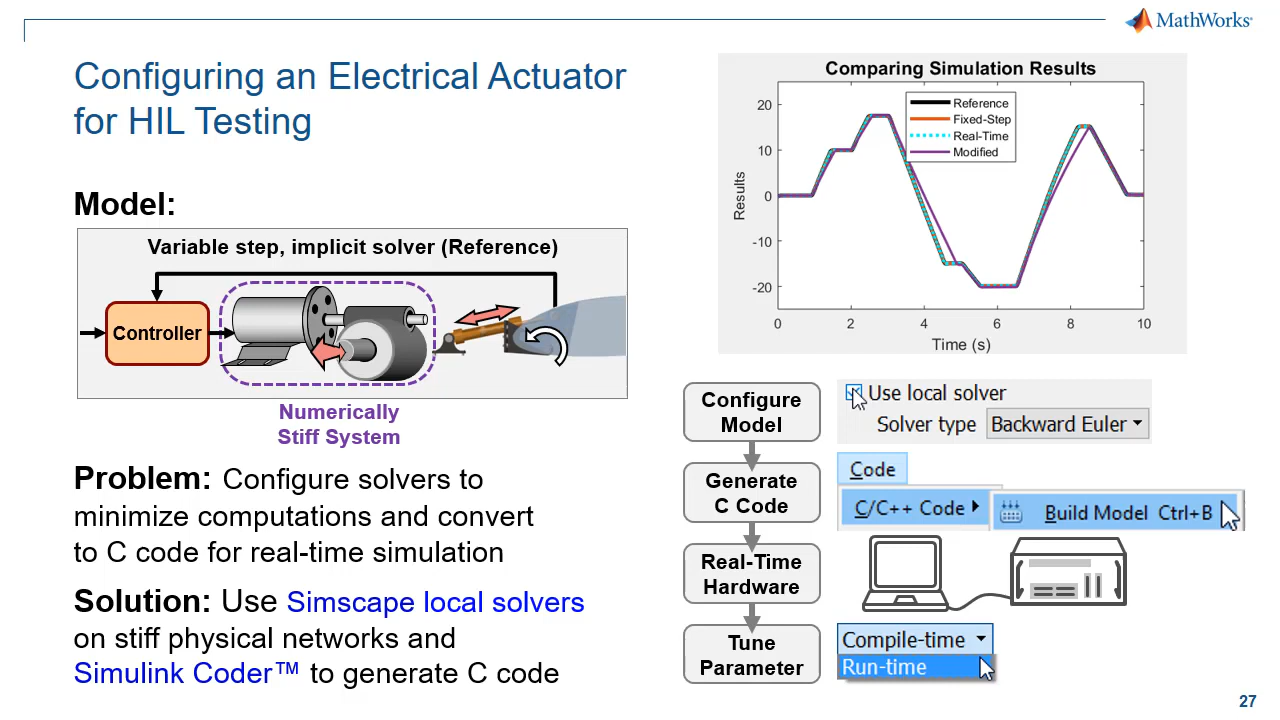 MathWorks®
Configuring an Electrical Actuator
for HIL Testing
Model:
Variable step, implicit solver (Reference)
Controller
Numerically
Stiff System
Problem: Configure solvers to
minimize computations and convert
to C code for real-time simulation
Solution: Use Simscape local solvers
on stiff physical networks and
Simulink Coder™ to generate C code
Comparing Simulation Results
Reference
Fixed-Step
Real-Time
Modified
Results
20
10
0
-10
-20
0 2 4 6 8 10
Time (s)
Configure
Model
Use local solver
Solver type Backward Euler
Generate
C Code
Code
C/C++ Code
Build Model Ctrl+B
Real-Time
Hardware
Tune
Parameter
Compile-time
Run-time
27